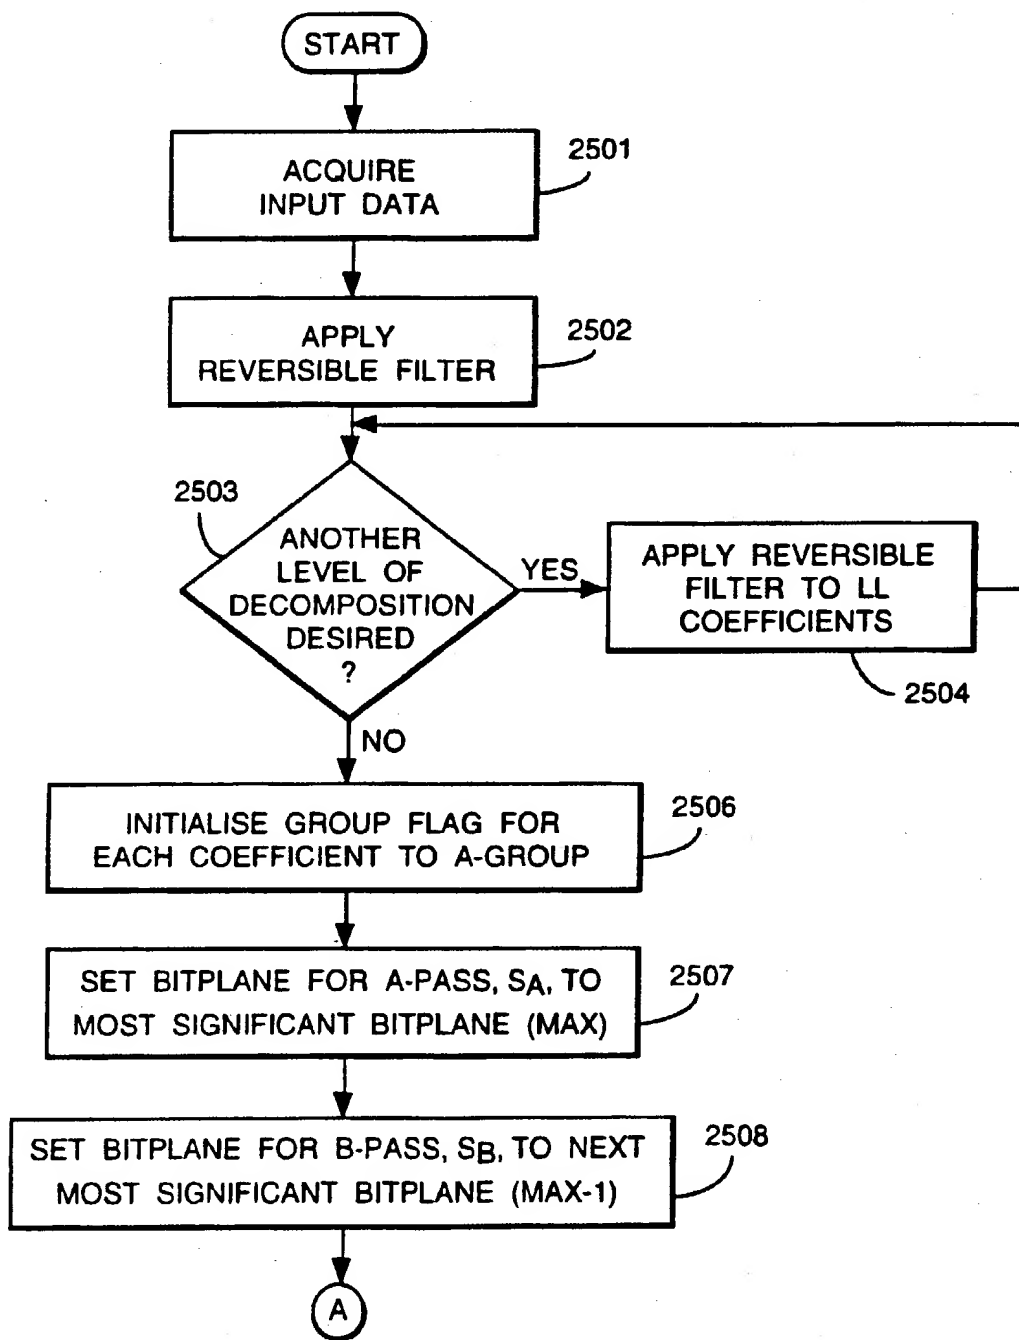 START
ACQUIRE
INPUT DATA
2501
APPLY
REVERSIBLE FILTER
2502
2503
ANOTHER
LEVEL OF
DECOMPOSITION
DESIRED
?
YES
APPLY REVERSIBLE
FILTER TO LL
COEFFICIENTS
2504
NO
INITIALISE GROUP FLAG FOR
EACH COEFFICIENT TO A-GROUP
2506
SET BITPLANE FOR A-PASS, SA, TO
MOST SIGNIFICANT BITPLANE (MAX)
2507
SET BITPLANE FOR B-PASS, SB, TO NEXT
MOST SIGNIFICANT BITPLANE (MAX-1)
2508
A